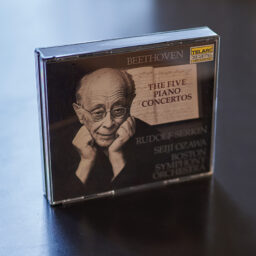 TELARC
BEETHOVEN
THE FIVE
PIANO
CONCERTOS
RUDOLF SERKIN
SEIJI OZAWA
BOSTON
SYMPHONY
ORCHESTRA